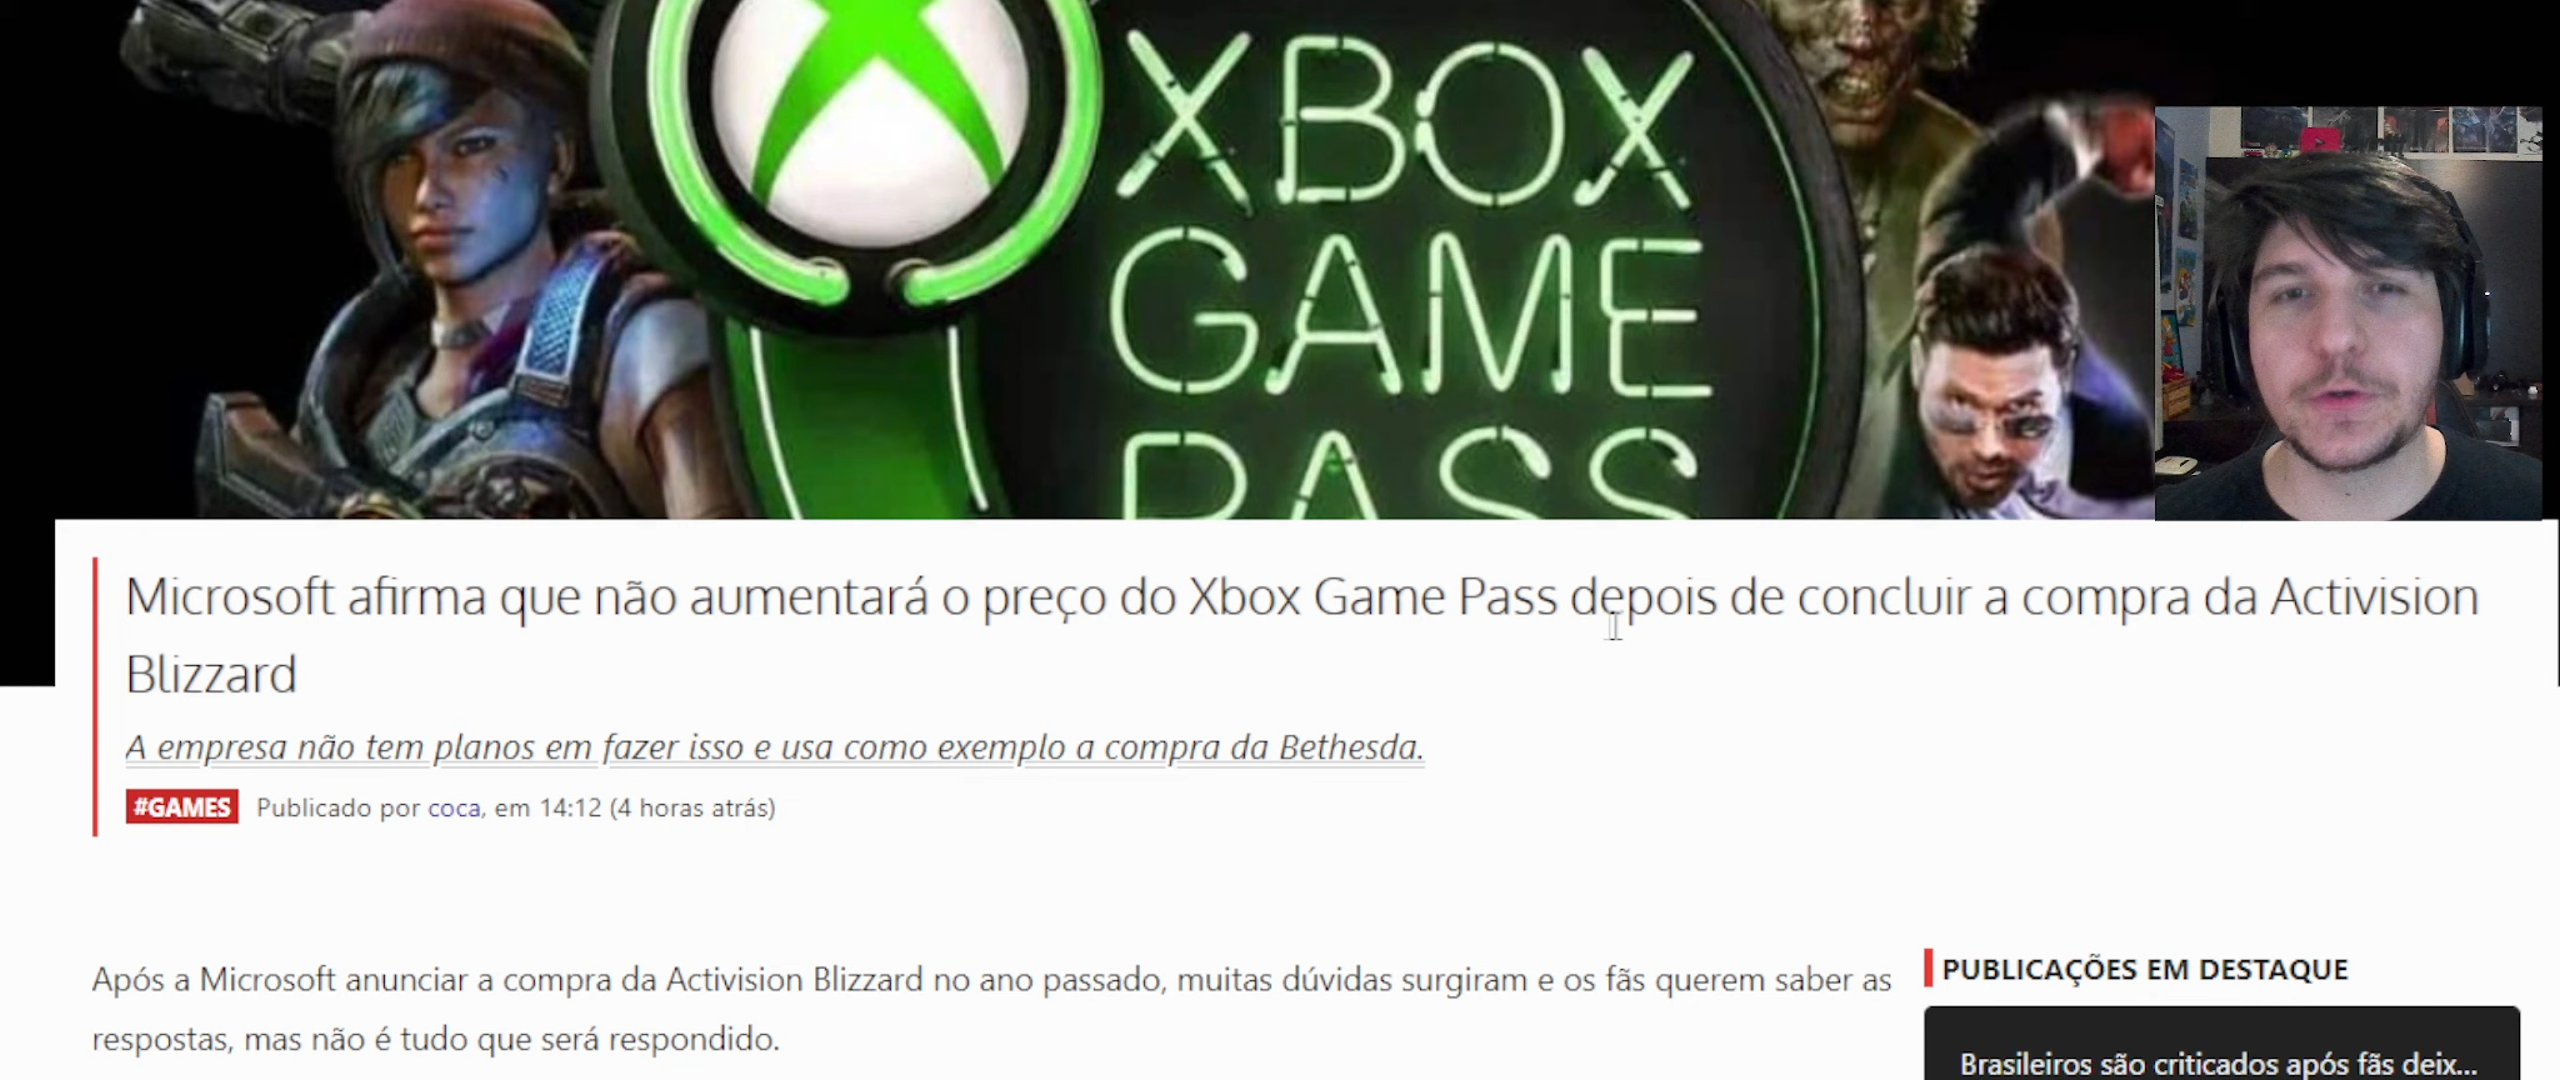 XBOX
GAME
PASS
Microsoft afirma que não aumentará o preço do Xbox Game Pass depois de concluir a compra da Activision
Blizzard
A empresa não tem planos em fazer isso e usa como exemplo a compra da Bethesda.
#GAMES Publicado por coca, em 14:12 (4 horas atrás)
Após a Microsoft anunciar a compra da Activision Blizzard no ano passado, muitas dúvidas surgiram e os fãs querem saber as
respostas, mas não é tudo que será respondido.
PUBLICAÇÕES EM DESTAQUE
Brasileiros são criticados após fãs deix...